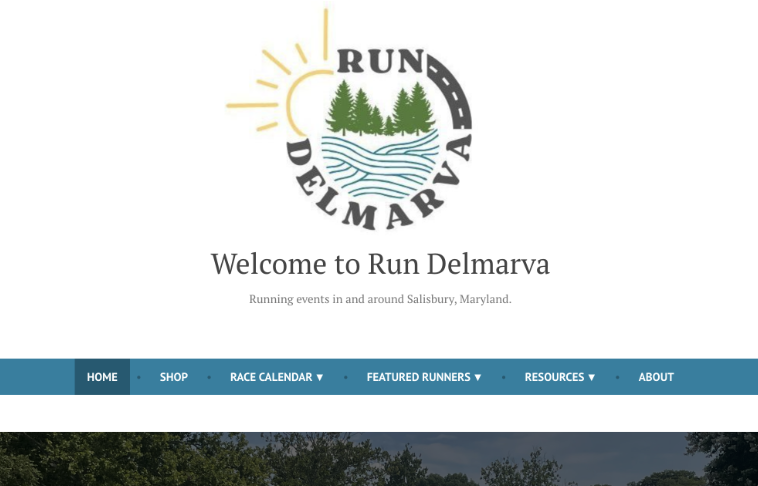 RUN
DELMARVA
Welcome to Run Delmarva
Running events in and around Salisbury, Maryland.
HOME • SHOP • RACE CALENDAR ▼ • FEATURED RUNNERS ▼ • RESOURCES ▼ • ABOUT